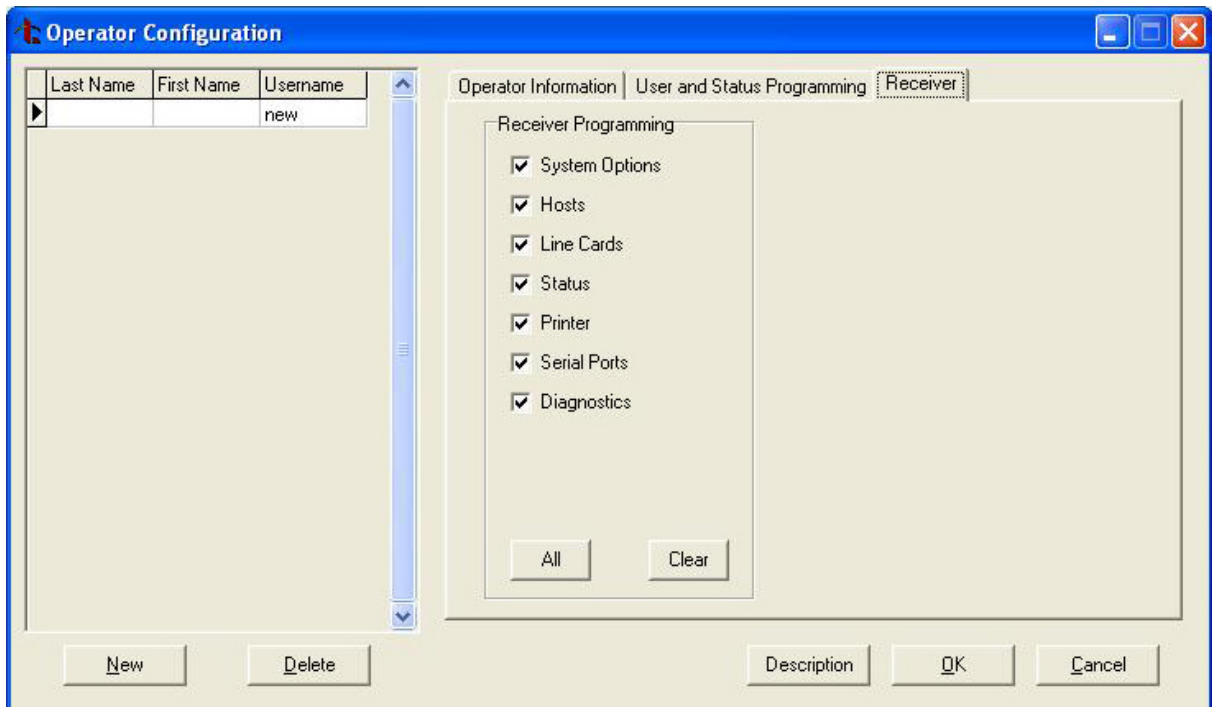 Operator Configuration
Last Name First Name Username
new
Operator Information User and Status Programming Receiver
Receiver Programming
System Options
Hosts
Line Cards
Status
Printer
Serial Ports
Diagnostics
All Clear
New Delete Description OK Cancel